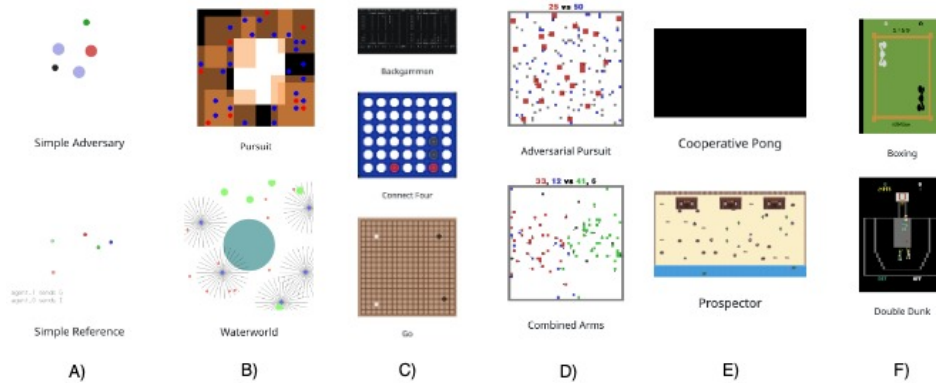 Simple Adversary
Simple Reference
A)
Pursuit
Waterworld
B)
Backgammon
Connect Four
Go
C)
25 vs 50
Adversarial Pursuit
33, 12 vs 41, 6
Combined Arms
D)
Cooperative Pong
Prospector
E)
Boxing
Double Dunk
F)